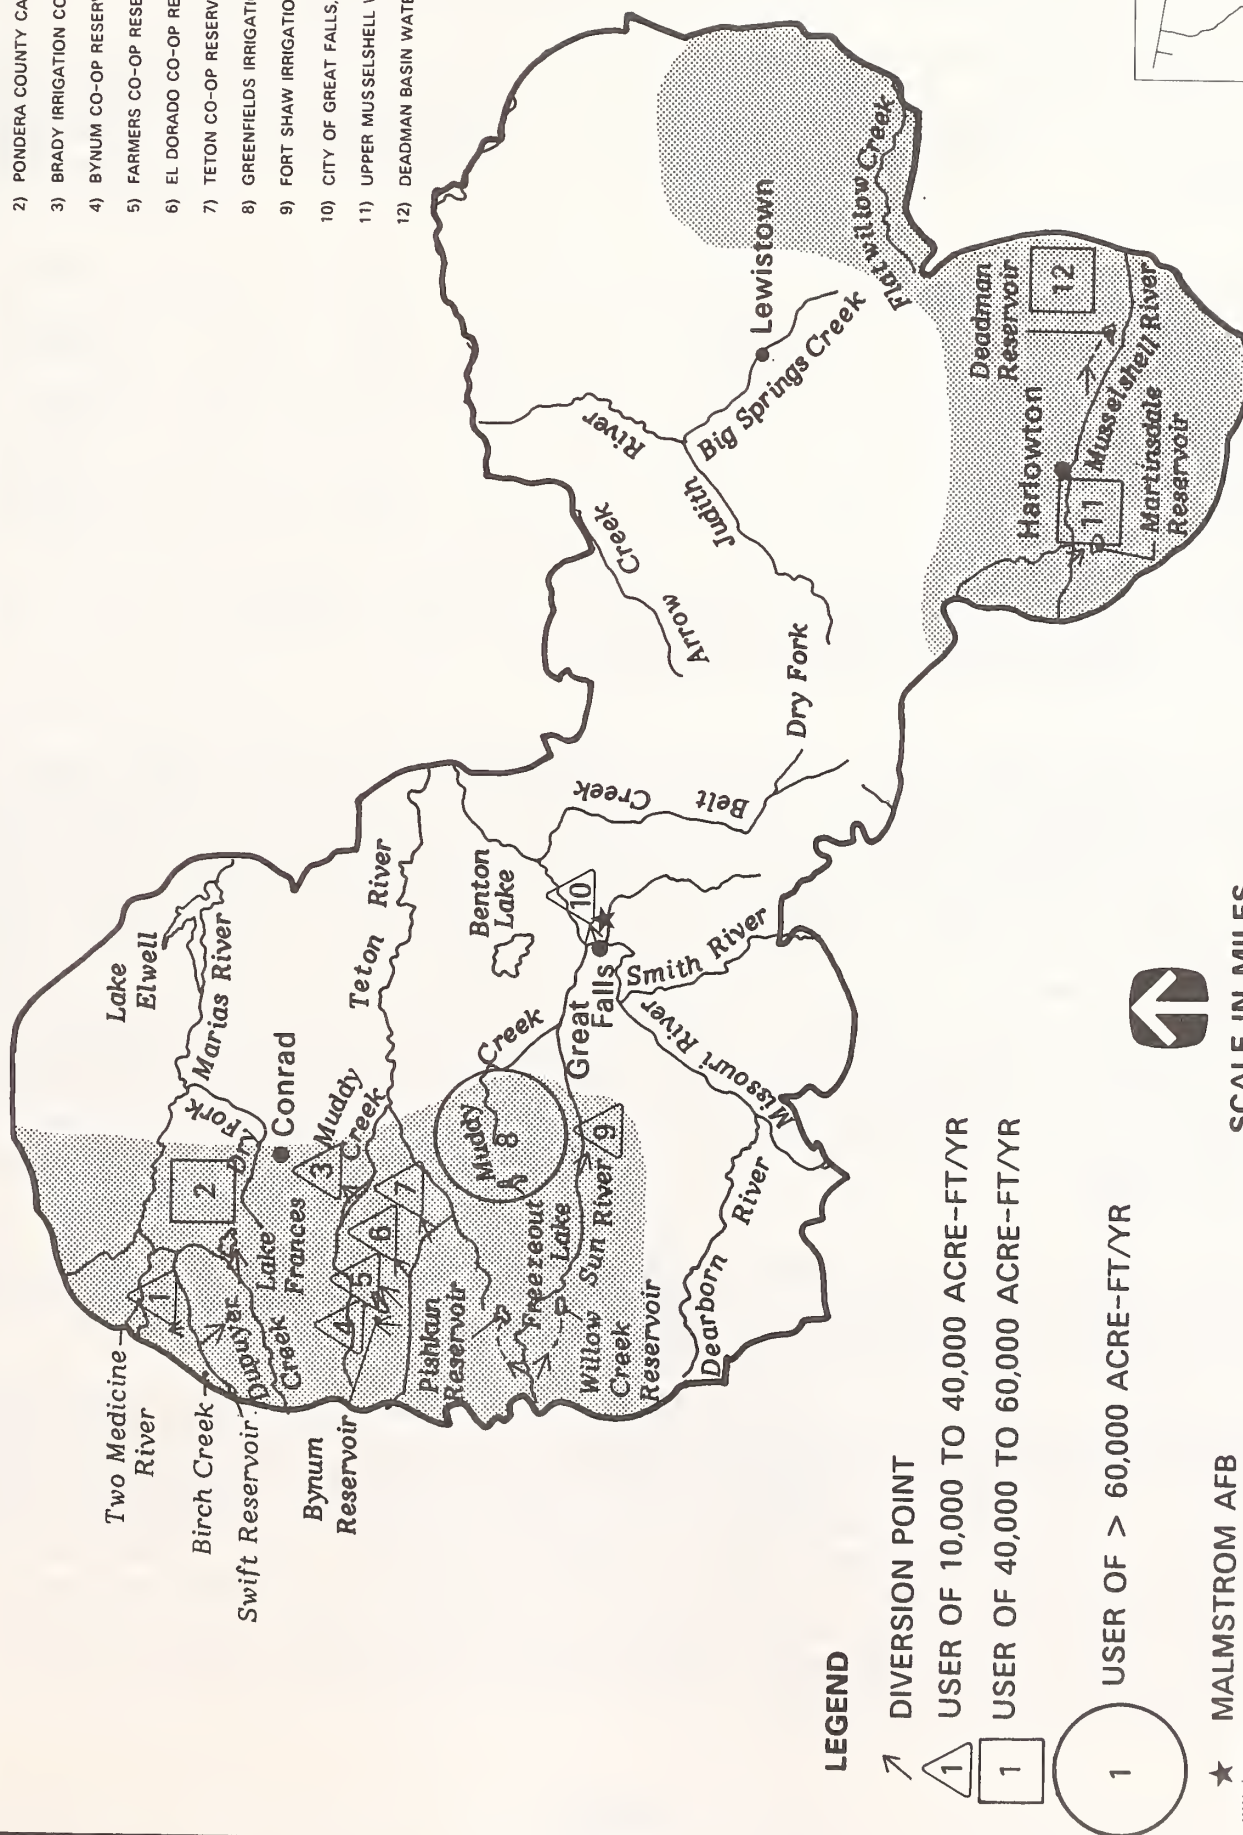 2) PONDERA COUNTY CA
3) BRADY IRRIGATION CO
4) BYNUM CO-OP RESERV
5) FARMERS CO-OP RESE
6) EL DORADO CO-OP RE
7) TETON CO-OP RESERV
8) GREENFIELDS IRRIGATI
9) FORT SHAW IRRIGATION
10) CITY OF GREAT FALLS,
11) UPPER MUSSELSHELL
12) DEADMAN BASIN WATE
Two Medicine
River
Birch Creek
Swift Reservoir
Bynum
Reservoir
Lake
Elwell
Marias River
Dry Fork
Conrad
Dupuyer
Creek
Lake
Frances
Muddy
Creek
Teton River
Pishkun
Reservoir
Freezeout
Lake
Muddy Creek
Benton
Lake
Sun River
Willow
Creek
Reservoir
Great
Falls
Smith River
Missouri River
Dearborn River
Belt Creek
Dry Fork
Arrow Creek
Judith River
Big Springs Creek
Lewistown
Flatwillow Creek
Deadman
Reservoir
Harlowton
Musselshell River
Martinsdale
Reservoir
1
2
3
4
5
6
7
8
9
10
11
12
LEGEND
DIVERSION POINT
1 USER OF 10,000 TO 40,000 ACRE-FT/YR
1 USER OF 40,000 TO 60,000 ACRE-FT/YR
1 USER OF > 60,000 ACRE-FT/YR
MALMSTROM AFB
SCALE IN MILES